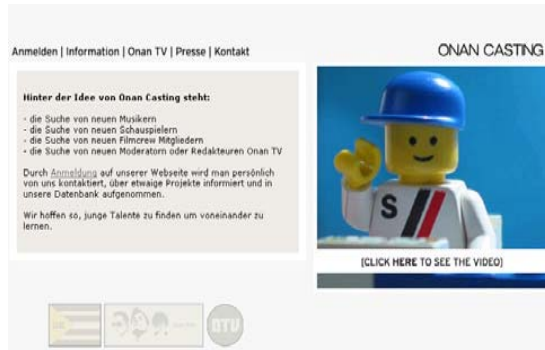 Anmelden | Information | Onan TV | Presse | Kontakt
ONAN CASTING
Hinter der Idee von Onan Casting steht:
- die Suche von neuen Musikern
- die Suche von neuen Schauspielern
- die Suche von neuen Filmcrew Mitgliedern
- die Suche von neuen Moderatorn oder Redakteuren Onan TV
Durch Anmeldung auf unserer Webseite wird man persönlich
von uns kontaktiert, über etwaige Projekte informiert und in
unsere Datenbank aufgenommen.
Wir hoffen so, junge Talente zu finden um voneinander zu
lernen.
S
[CLICK HERE TO SEE THE VIDEO]
OTV